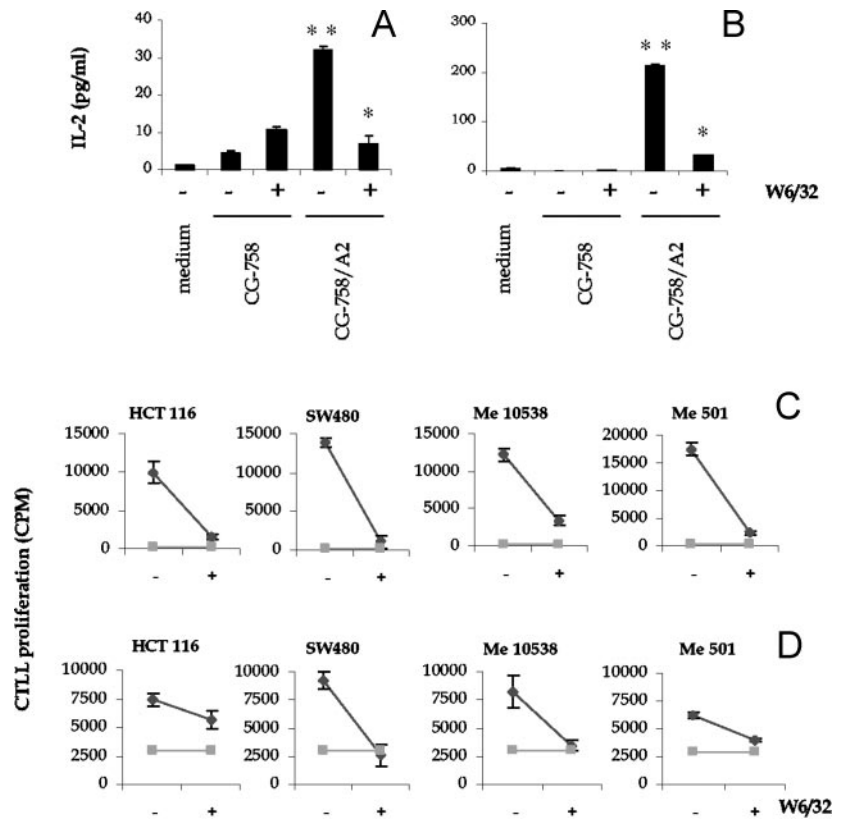 A
B
IL-2 (pg/ml)
40
30
20
10
0
* *
*
300
200
100
0
* *
*
- - + - +
- - + - +
W6/32
medium
CG-758
CG-758/A2
medium
CG-758
CG-758/A2
CTLL proliferation (CPM)
C
HCT 116
15000
10000
5000
0
- +
SW480
15000
10000
5000
0
- +
Me 10538
15000
10000
5000
0
- +
Me 501
20000
15000
10000
5000
0
- +
D
HCT 116
10000
7500
5000
2500
0
- +
SW480
10000
7500
5000
2500
0
- +
Me 10538
10000
7500
5000
2500
0
- +
Me 501
10000
7500
5000
2500
0
- +
W6/32